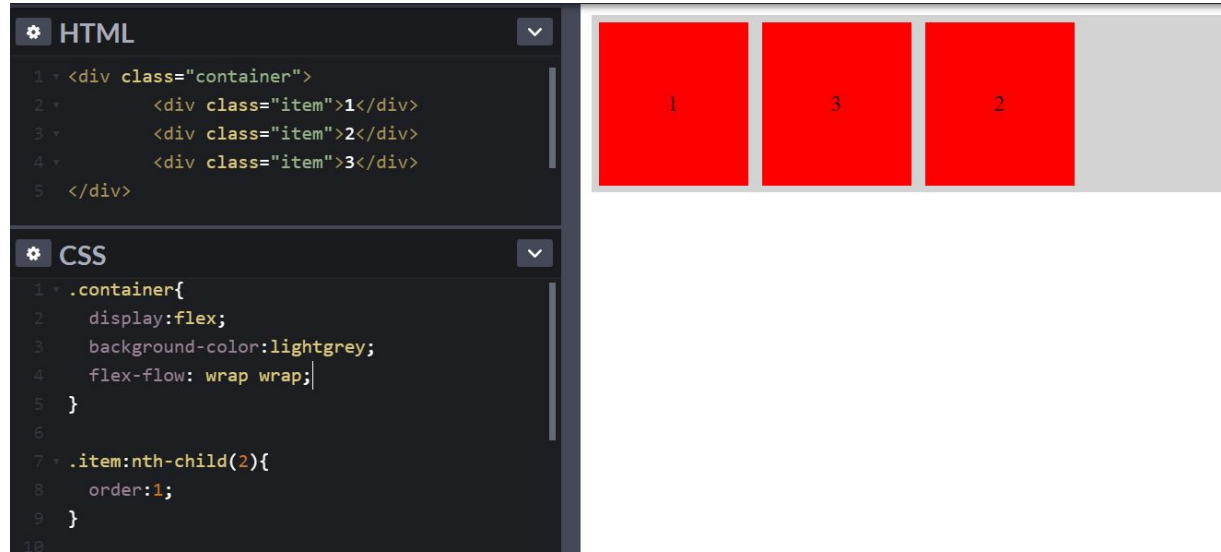 HTML
1 <div class="container">
2 <div class="item">1</div>
3 <div class="item">2</div>
4 <div class="item">3</div>
5 </div>
CSS
1 .container{
2 display:flex;
3 background-color:lightgrey;
4 flex-flow: wrap wrap;
5 }
6
7 .item:nth-child(2){
8 order:1;
9 }
10
1 3 2